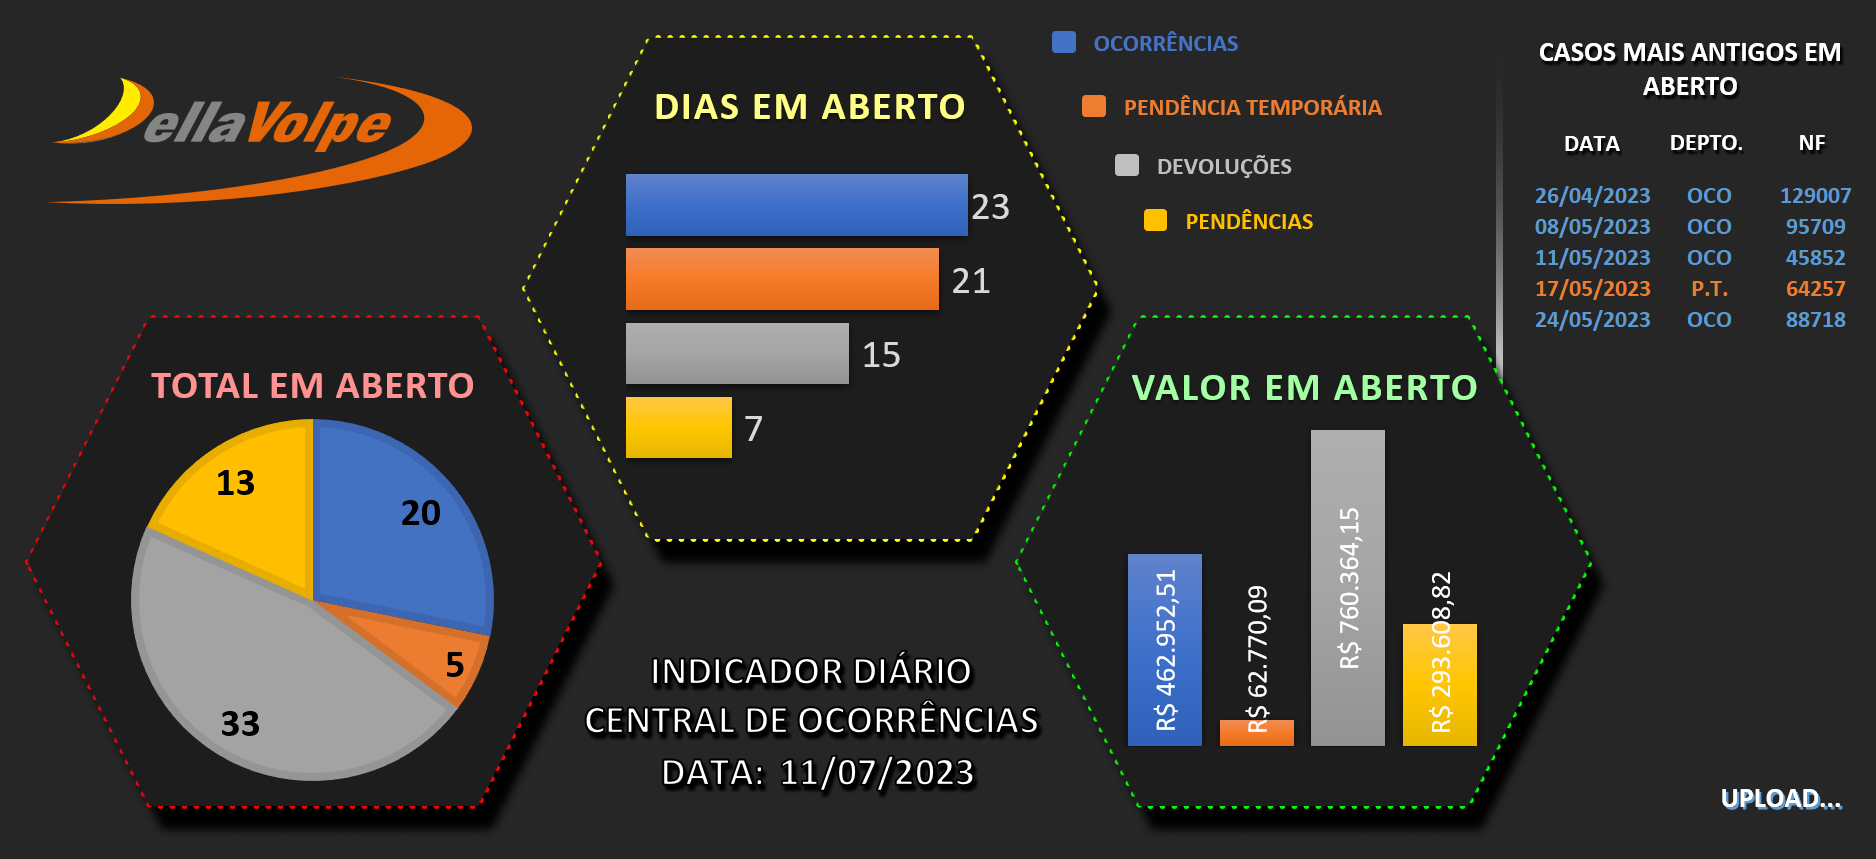 ellaVolpe
DIAS EM ABERTO
23
21
15
7
OCORRÊNCIAS
PENDÊNCIA TEMPORÁRIA
DEVOLUÇÕES
PENDÊNCIAS
CASOS MAIS ANTIGOS EM
ABERTO
DATA DEPTO. NF
26/04/2023 OCO 129007
08/05/2023 OCO 95709
11/05/2023 OCO 45852
17/05/2023 P.T. 64257
24/05/2023 OCO 88718
TOTAL EM ABERTO
13
20
5
33
INDICADOR DIÁRIO
CENTRAL DE OCORRÊNCIAS
DATA: 11/07/2023
VALOR EM ABERTO
R$ 462.952,51
R$ 62.770,09
R$ 760.364,15
R$ 293.608,82
UPLOAD...